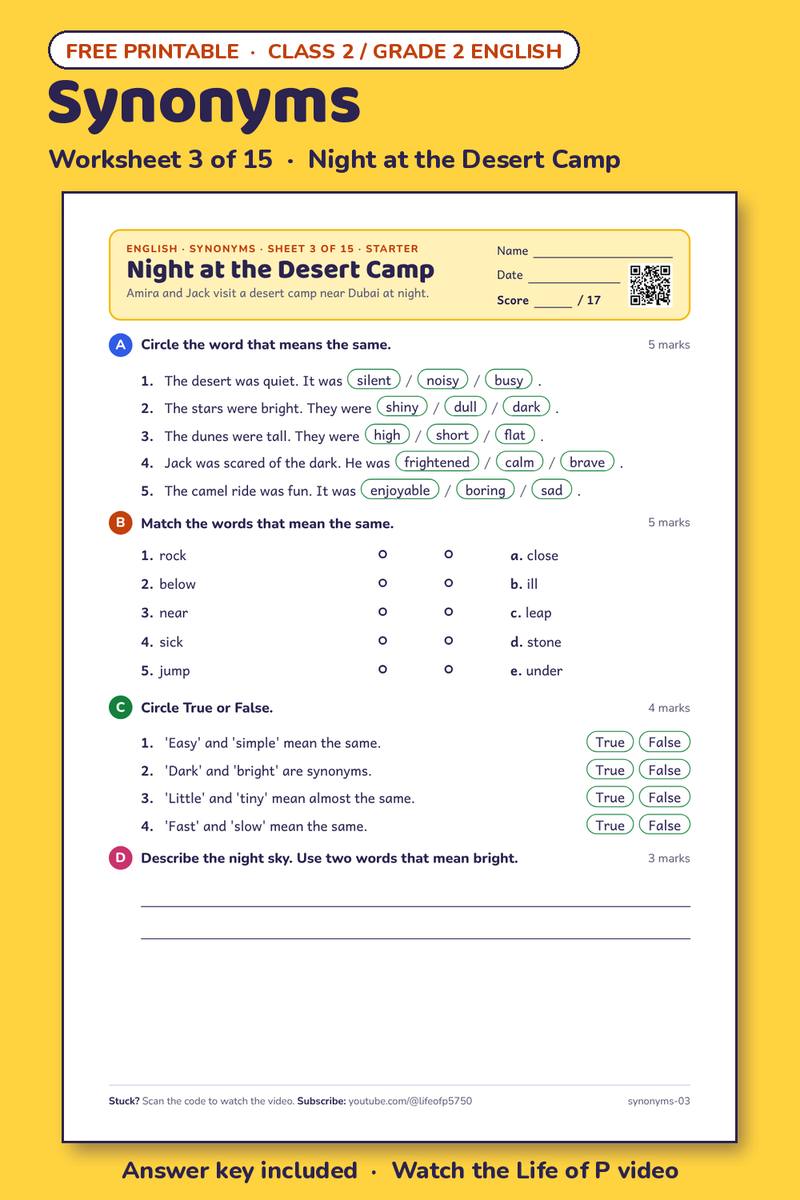 FREE PRINTABLE · CLASS 2 / GRADE 2 ENGLISH
Synonyms
Worksheet 3 of 15 · Night at the Desert Camp
ENGLISH · SYNONYMS · SHEET 3 OF 15 · STARTER
Night at the Desert Camp
Amira and Jack visit a desert camp near Dubai at night.
Name
Date
Score / 17
A Circle the word that means the same. 5 marks
1. The desert was quiet. It was silent / noisy / busy .
2. The stars were bright. They were shiny / dull / dark .
3. The dunes were tall. They were high / short / flat .
4. Jack was scared of the dark. He was frightened / calm / brave .
5. The camel ride was fun. It was enjoyable / boring / sad .
B Match the words that mean the same. 5 marks
1. rock a. close
2. below b. ill
3. near c. leap
4. sick d. stone
5. jump e. under
C Circle True or False. 4 marks
1. 'Easy' and 'simple' mean the same. True False
2. 'Dark' and 'bright' are synonyms. True False
3. 'Little' and 'tiny' mean almost the same. True False
4. 'Fast' and 'slow' mean the same. True False
D Describe the night sky. Use two words that mean bright. 3 marks
Stuck? Scan the code to watch the video. Subscribe: youtube.com/@lifeofp5750 synonyms-03
Answer key included · Watch the Life of P video